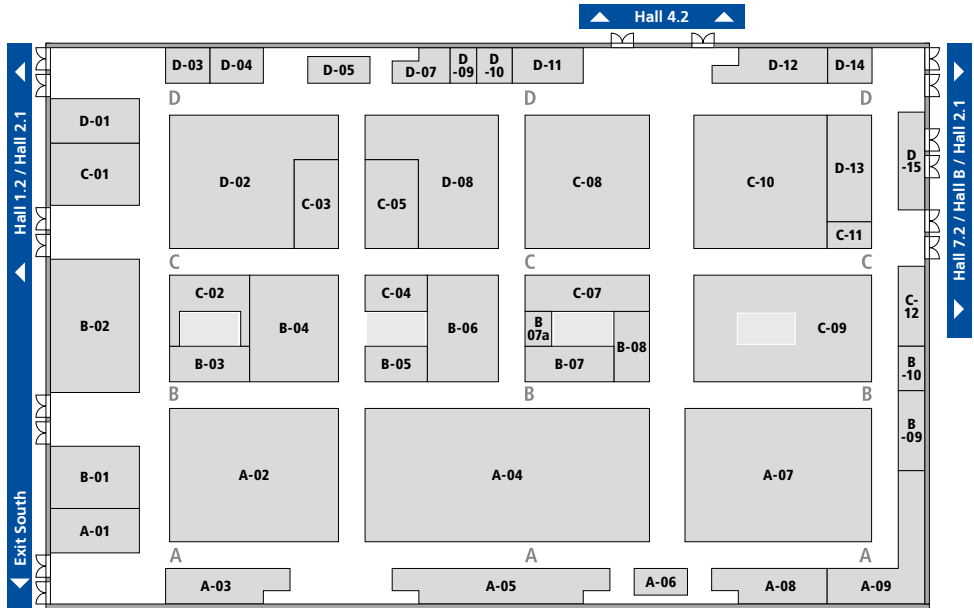 Hall 4.2
Hall 1.2 / Hall 2.1
Exit South
Hall 7.2 / Hall B / Hall 2.1
D-03
D-04
D-05
D-07
D
-09
D
-10
D-11
D-12
D-14
D
D
D
D-01
C-01
D-02
C-03
C-05
D-08
C-08
C-10
D-13
C-11
D
-15
C
C
C
B-02
C-02
B-03
B-04
C-04
B-05
B-06
C-07
B
07a
B-07
B-08
C-09
C-
12
B
-10
B
-09
B
B
B
B-01
A-01
A-02
A-04
A-07
A
A
A
A-03
A-05
A-06
A-08
A-09